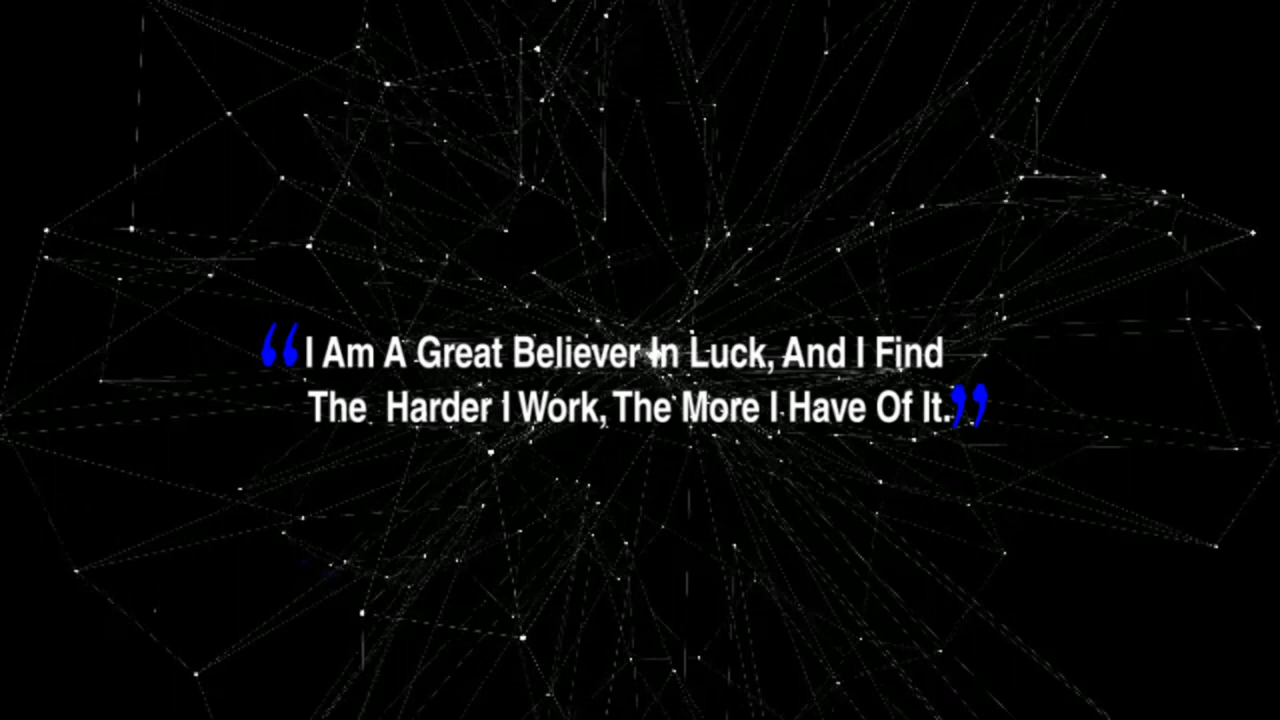 “I Am A Great Believer In Luck, And I Find
The Harder I Work, The More I Have Of It.”